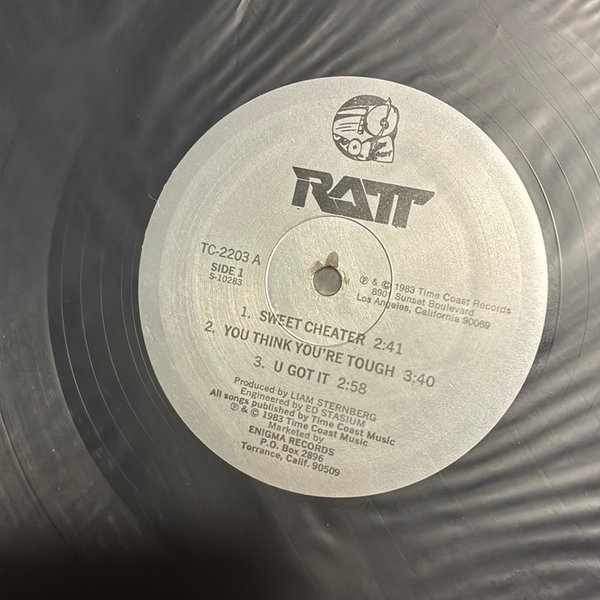 RATT
TC-2203 A
SIDE 1
S-10283
℗ & © 1983 Time Coast Records
8901 Sunset Boulevard
Los Angeles, California 90069
1. SWEET CHEATER 2:41
2. YOU THINK YOU'RE TOUGH 3:40
3. U GOT IT 2:58
Produced by LIAM STERNBERG
Engineered by ED STASIUM
All songs published by Time Coast Music
℗ & © 1983 Time Coast Music
Marketed by
ENIGMA RECORDS
P.O. Box 2896
Torrance, Calif. 90509